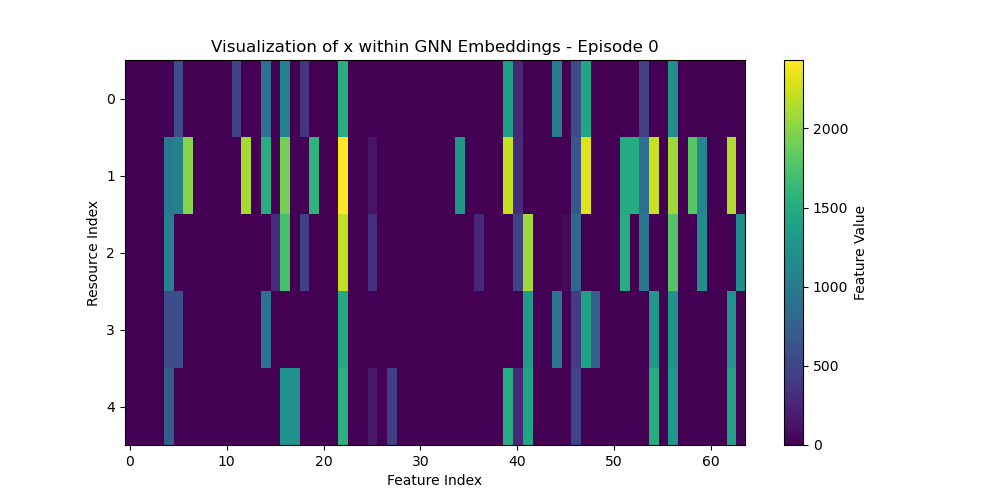 Visualization of x within GNN Embeddings - Episode 0
Resource Index
0
1
2
3
4
0 10 20 30 40 50 60
Feature Index
2000
1500
1000
500
0
Feature Value